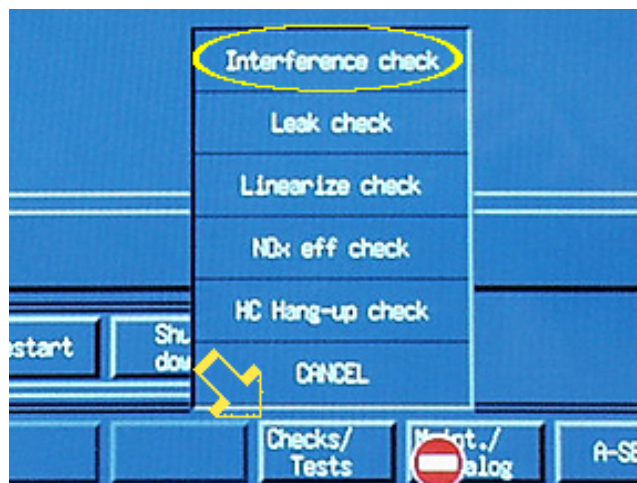 Interference check
Leak check
Linearize check
NOx eff check
HC Hang-up check
CANCEL
Checks/
Tests